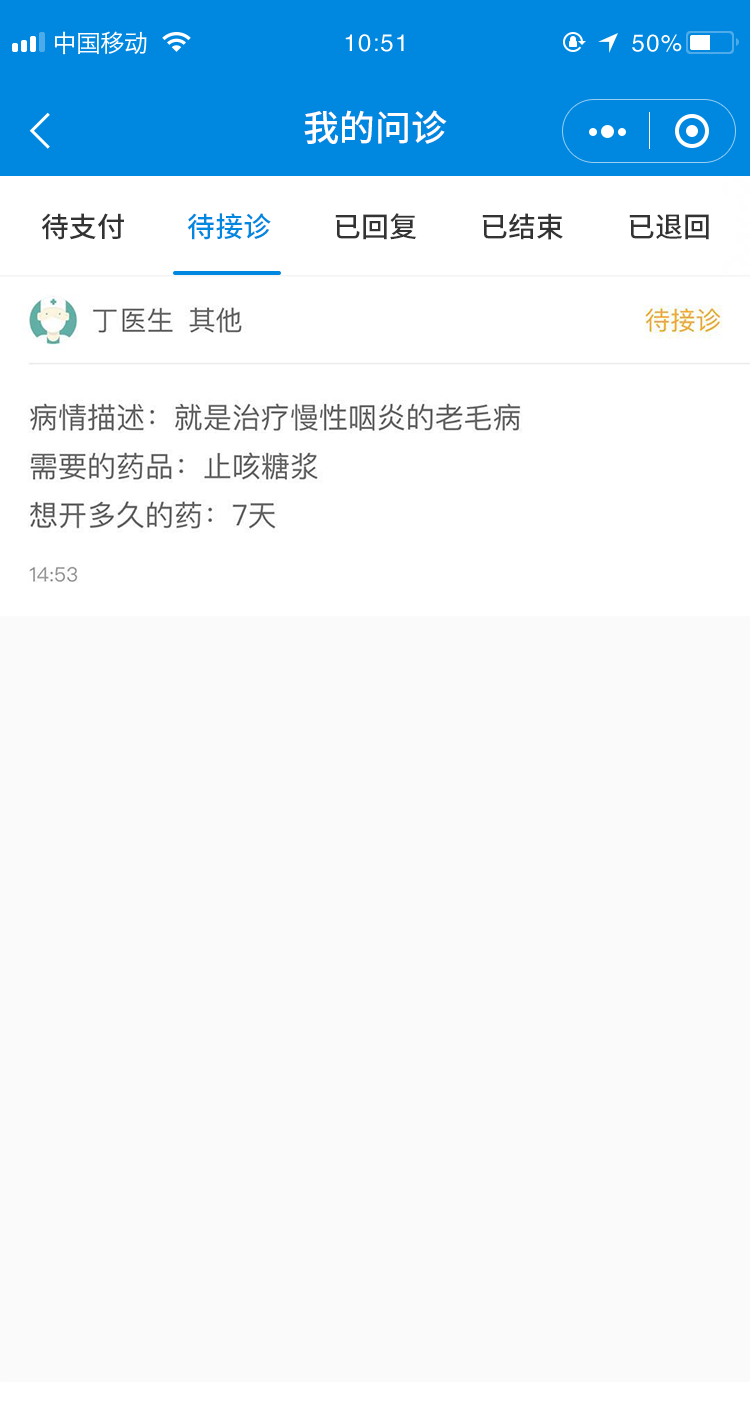 中国移动 10:51 50%
我的问诊
待支付 待接诊 已回复 已结束 已退回
丁医生 其他 待接诊
病情描述：就是治疗慢性咽炎的老毛病
需要的药品：止咳糖浆
想开多久的药：7天
14:53